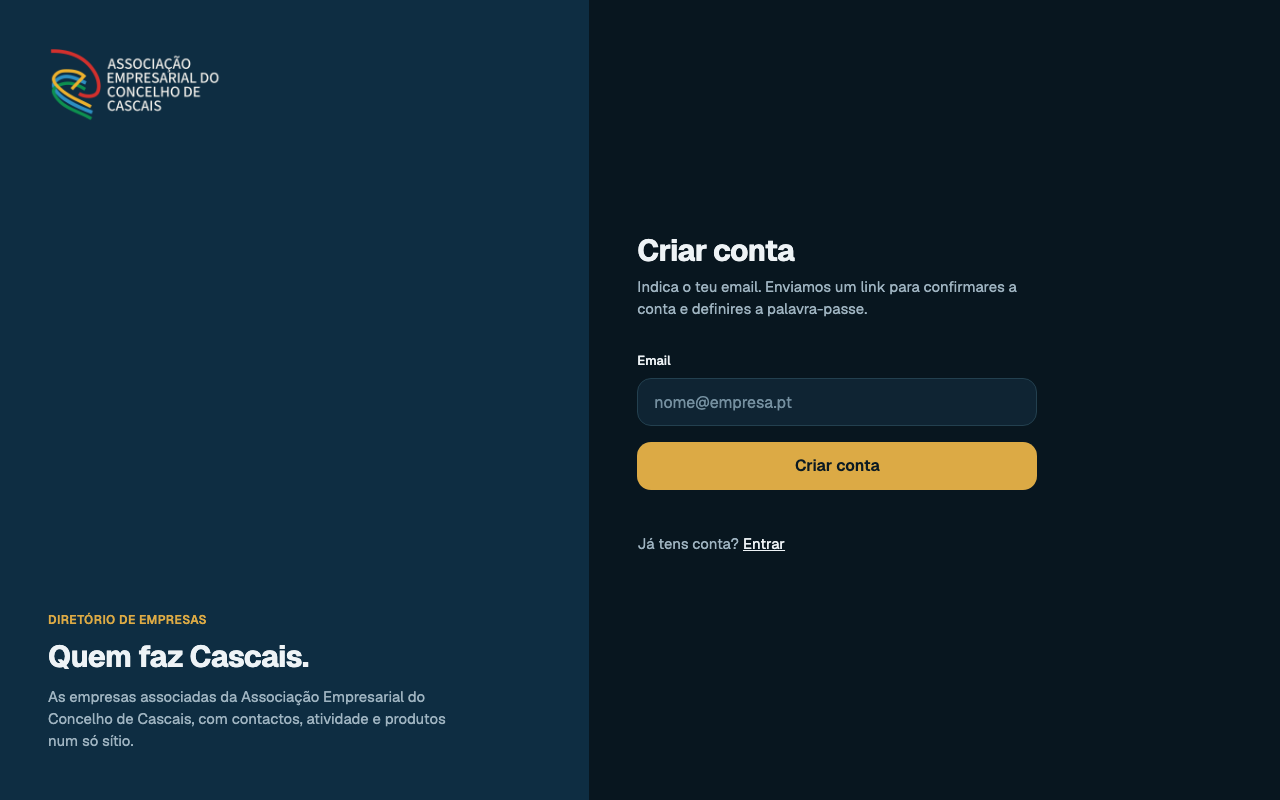 ASSOCIAÇÃO
EMPRESARIAL DO
CONCELHO DE
CASCAIS
DIRETÓRIO DE EMPRESAS
Quem faz Cascais.
As empresas associadas da Associação Empresarial do
Concelho de Cascais, com contactos, atividade e produtos
num só sítio.
Criar conta
Indica o teu email. Enviamos um link para confirmares a
conta e definires a palavra-passe.
Email
nome@empresa.pt
Criar conta
Já tens conta? Entrar